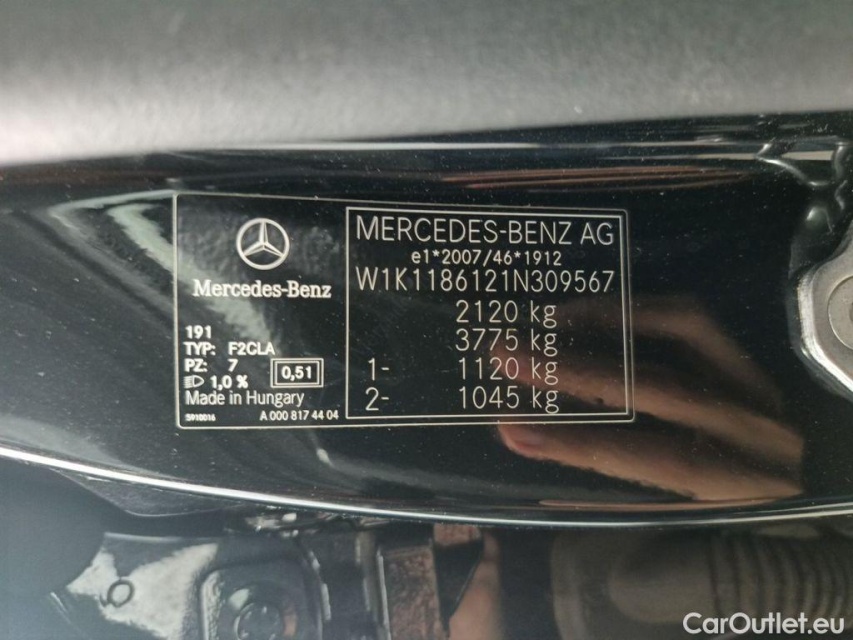 Mercedes-Benz
191
TYP: F2CLA
PZ: 7
0,51
1,0 %
Made in Hungary
5910016
A 000 817 44 04
MERCEDES-BENZ AG
e1*2007/46*1912
W1K1186121N309567
2120 kg
3775 kg
1- 1120 kg
2- 1045 kg
CarOutlet.eu